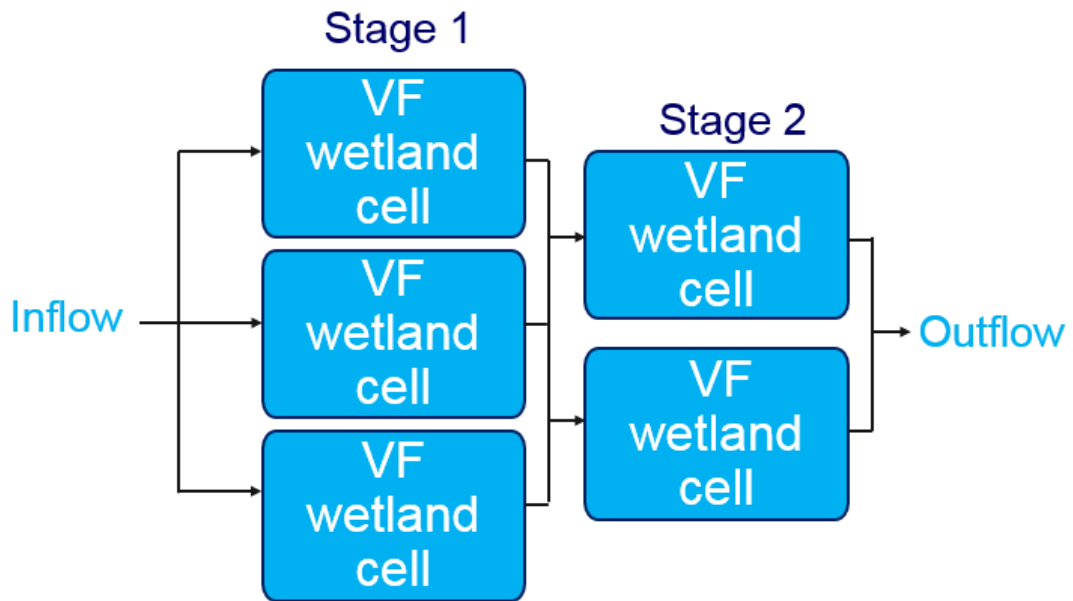 Stage 1
VF
wetland
cell
VF
wetland
cell
VF
wetland
cell
Inflow
Stage 2
VF
wetland
cell
VF
wetland
cell
Outflow